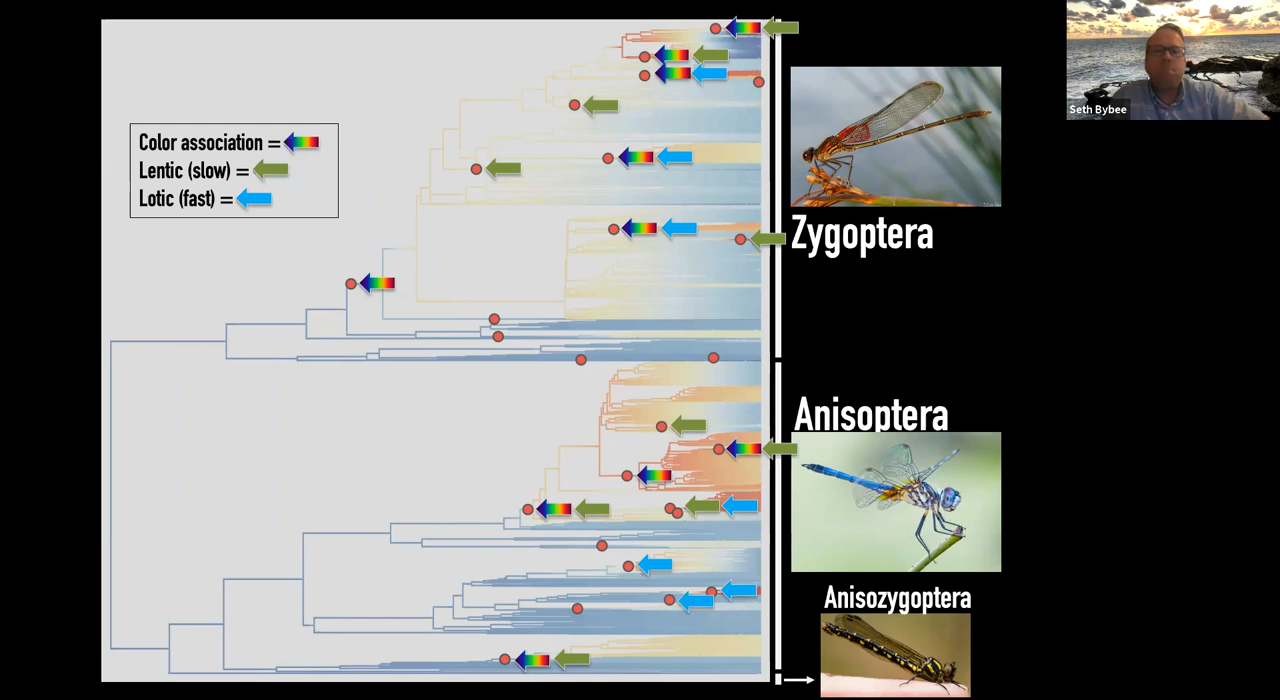 Color association =
Lentic (slow) =
Lotic (fast) =
Zygoptera
Anisoptera
Anisozygoptera
Seth Bybee